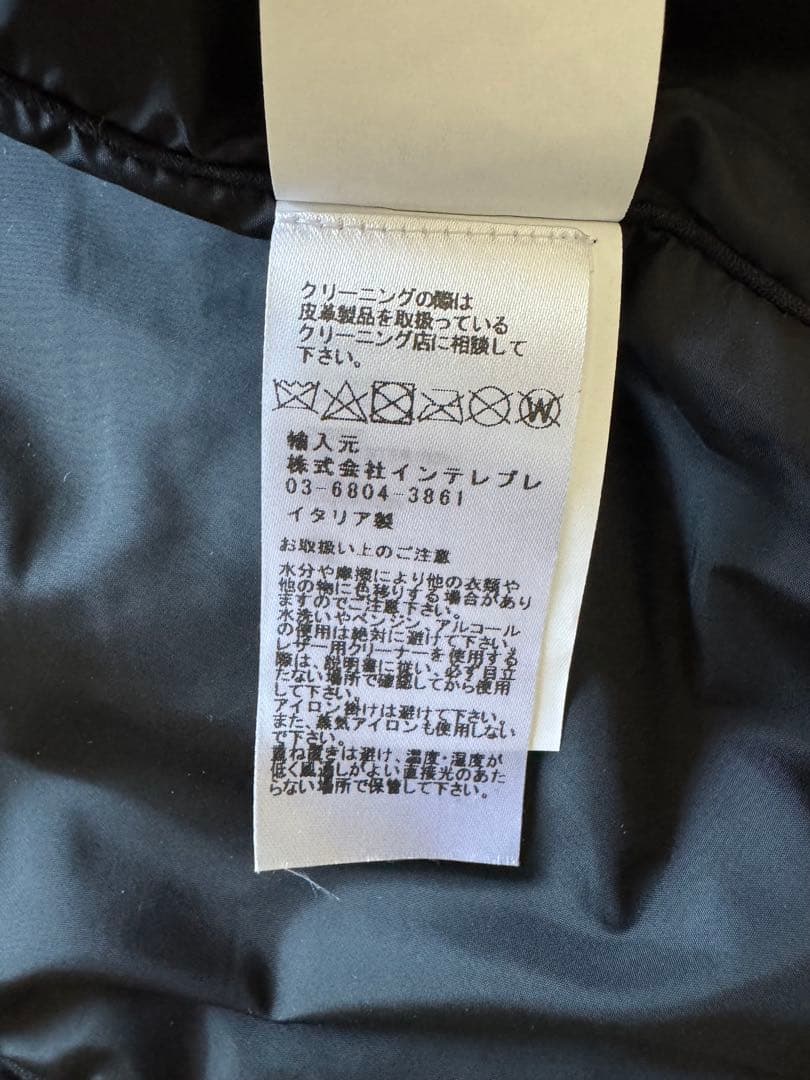 クリーニングの際は
皮革製品を取扱っている
クリーニング店に相談して
下さい。
W
輸入元
株式会社インテレプレ
03-6804-3861
イタリア製
お取扱い上のご注意
水分や摩擦により他の衣類や
他の物に色移りする場合があり
ますのでご注意下さい。
水洗いやベンジン、アルコール
の使用は絶対に避けて下さい。
レザー用クリーナーを使用する
際は、説明書に従い、必ず目立
たない場所で確認してから使用
して下さい。
アイロン掛けは避けて下さい。
また、蒸気アイロンも使用しない
で下さい。
重ね置きは避け、温度・湿度が
低く風通しがよい直接光のあた
らない場所で保管して下さい。